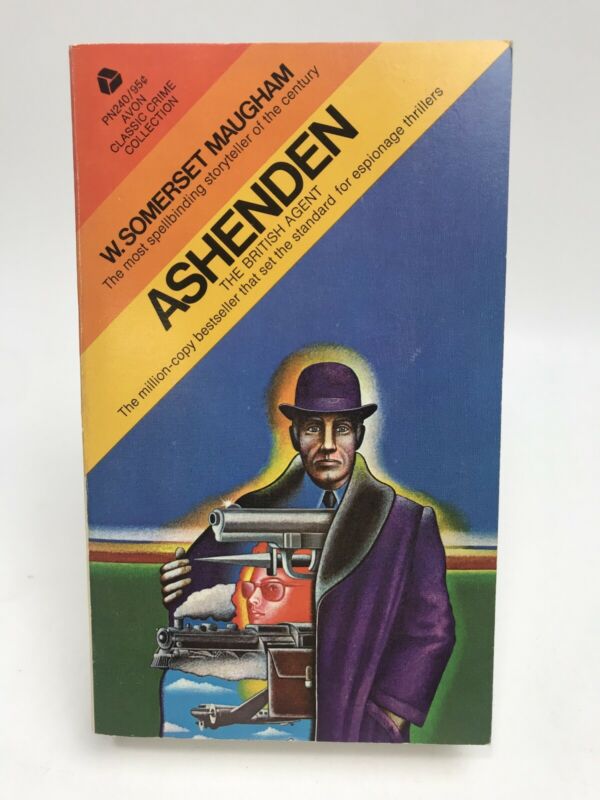 PN240/95¢
AVON
CLASSIC CRIME
COLLECTION
W. SOMERSET MAUGHAM
The most spellbinding storyteller of the century
ASHENDEN
THE BRITISH AGENT
The million-copy bestseller that set the standard for espionage thrillers